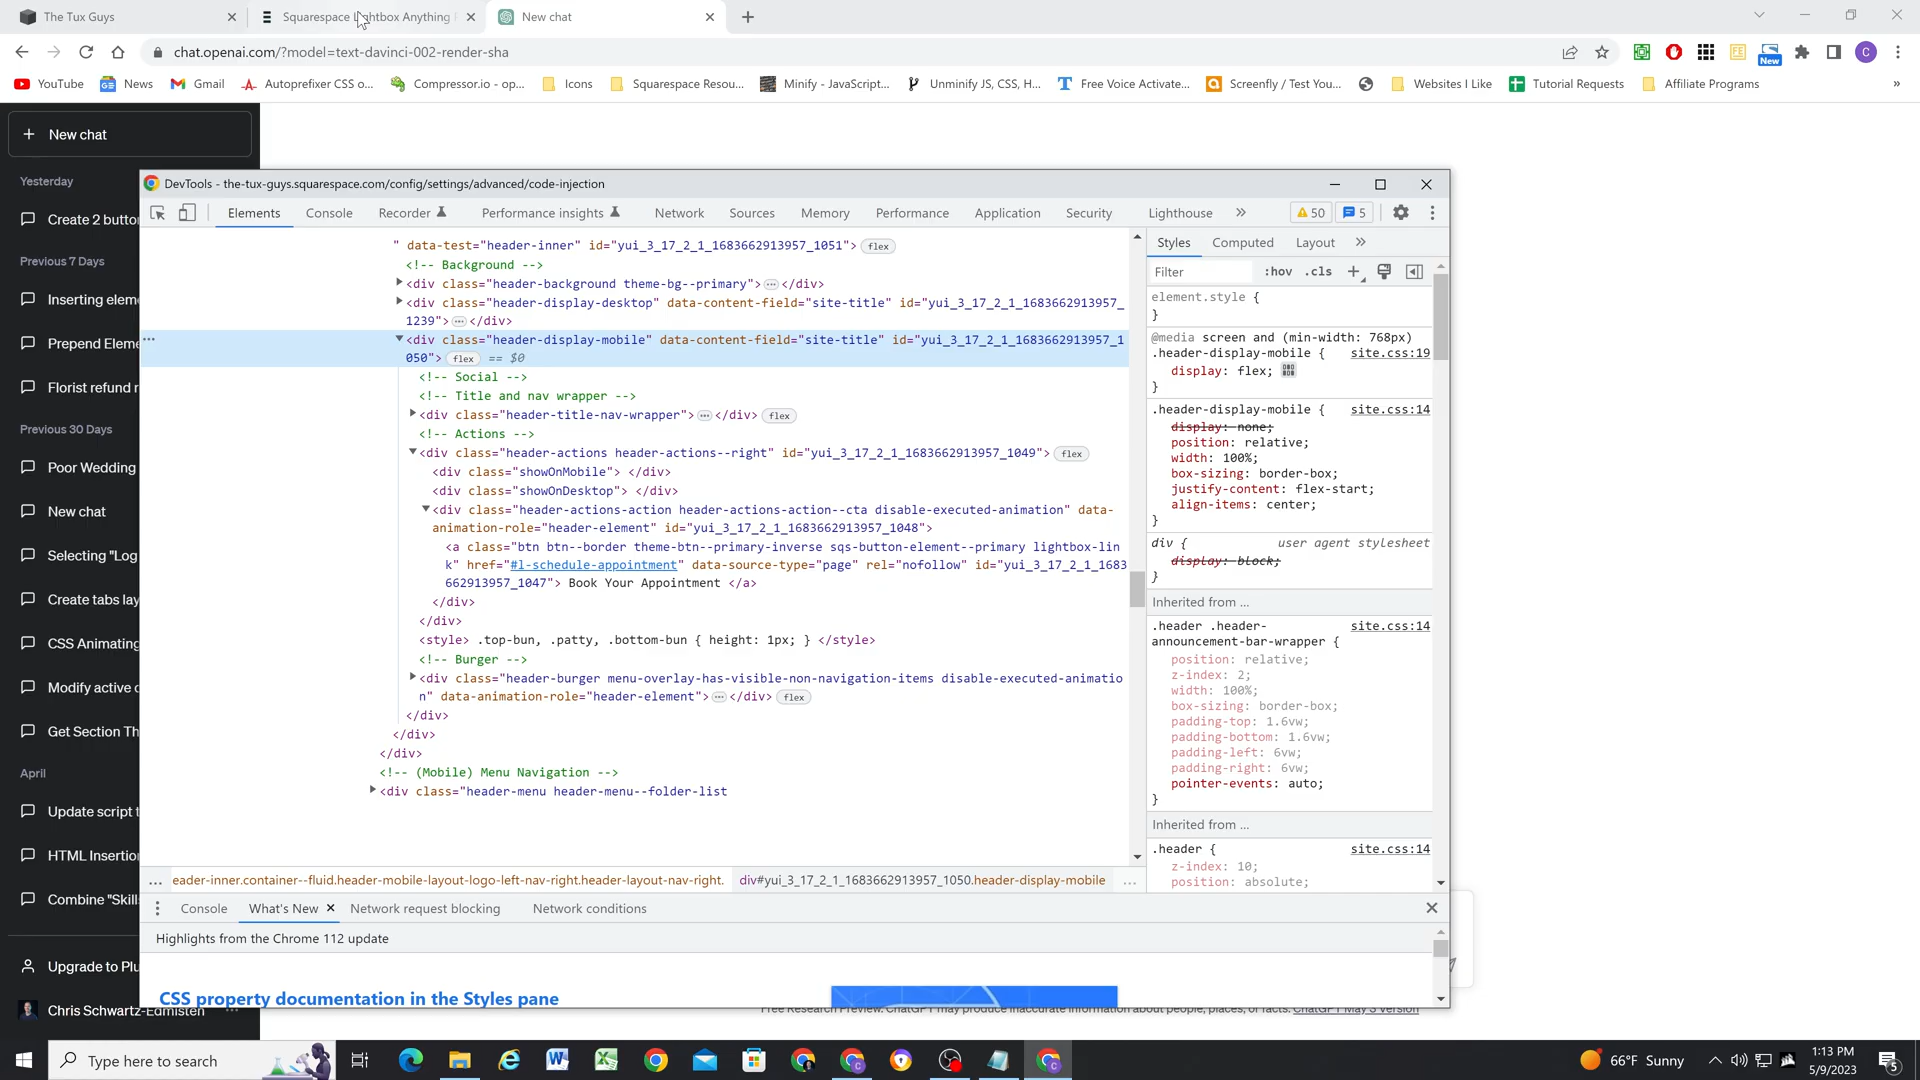 The Tux Guys
Squarespace Lightbox Anything
New chat
chat.openai.com/?model=text-davinci-002-render-sha
New
YouTube
News
Gmail
Autoprefixer CSS o...
Compressor.io - op...
Icons
Squarespace Resou...
Minify - JavaScript...
Unminify JS, CSS, H...
Free Voice Activate...
Screenfly / Test You...
Websites I Like
Tutorial Requests
Affiliate Programs
»
New chat
Yesterday
Create 2 butto
Previous 7 Days
Inserting elem
Prepend Eleme
Florist refund r
Previous 30 Days
Poor Wedding
New chat
Selecting "Log
Create tabs lay
CSS Animating
Modify active c
Get Section Th
April
Update script t
HTML Insertion
Combine "Skill
Upgrade to Plu
Chris Schwartz-Edmisten
DevTools - the-tux-guys.squarespace.com/config/settings/advanced/code-injection
Elements
Console
Recorder
Performance insights
Network
Sources
Memory
Performance
Application
Security
Lighthouse
»
50
5
" data-test="header-inner" id="yui_3_17_2_1_1683662913957_1051"> flex
<!-- Background -->
<div class="header-background theme-bg--primary"> … </div>
<div class="header-display-desktop" data-content-field="site-title" id="yui_3_17_2_1_1683662913957_
1239"> … </div>
<div class="header-display-mobile" data-content-field="site-title" id="yui_3_17_2_1_1683662913957_1
050"> flex == $0
<!-- Social -->
<!-- Title and nav wrapper -->
<div class="header-title-nav-wrapper"> … </div> flex
<!-- Actions -->
<div class="header-actions header-actions--right" id="yui_3_17_2_1_1683662913957_1049"> flex
<div class="showOnMobile"> </div>
<div class="showOnDesktop"> </div>
<div class="header-actions-action header-actions-action--cta disable-executed-animation" data-
animation-role="header-element" id="yui_3_17_2_1_1683662913957_1048">
<a class="btn btn--border theme-btn--primary-inverse sqs-button-element--primary lightbox-lin
k" href="#l-schedule-appointment" data-source-type="page" rel="nofollow" id="yui_3_17_2_1_1683
662913957_1047"> Book Your Appointment </a>
</div>
</div>
<style> .top-bun, .patty, .bottom-bun { height: 1px; } </style>
<!-- Burger -->
<div class="header-burger menu-overlay-has-visible-non-navigation-items disable-executed-animatio
n" data-animation-role="header-element"> … </div> flex
</div>
</div>
</div>
<!-- (Mobile) Menu Navigation -->
<div class="header-menu header-menu--folder-list
Styles
Computed
Layout
»
Filter
:hov
.cls
element.style {
}
@media screen and (min-width: 768px)
.header-display-mobile { site.css:19
display: flex;
}
.header-display-mobile { site.css:14
display: none;
position: relative;
width: 100%;
box-sizing: border-box;
justify-content: flex-start;
align-items: center;
}
div { user agent stylesheet
display: block;
}
Inherited from ...
.header .header- site.css:14
announcement-bar-wrapper {
position: relative;
z-index: 2;
width: 100%;
box-sizing: border-box;
padding-top: 1.6vw;
padding-bottom: 1.6vw;
padding-left: 6vw;
padding-right: 6vw;
pointer-events: auto;
}
Inherited from ...
.header { site.css:14
z-index: 10;
position: absolute;
... eader-inner.container--fluid.header-mobile-layout-logo-left-nav-right.header-layout-nav-right. div#yui_3_17_2_1_1683662913957_1050.header-display-mobile ...
Console
What's New
Network request blocking
Network conditions
Highlights from the Chrome 112 update
CSS property documentation in the Styles pane
Free Research Preview. ChatGPT may produce inaccurate information about people, places, or facts. ChatGPT May 3 Version
Type here to search
66°F Sunny
1:13 PM
5/9/2023
5